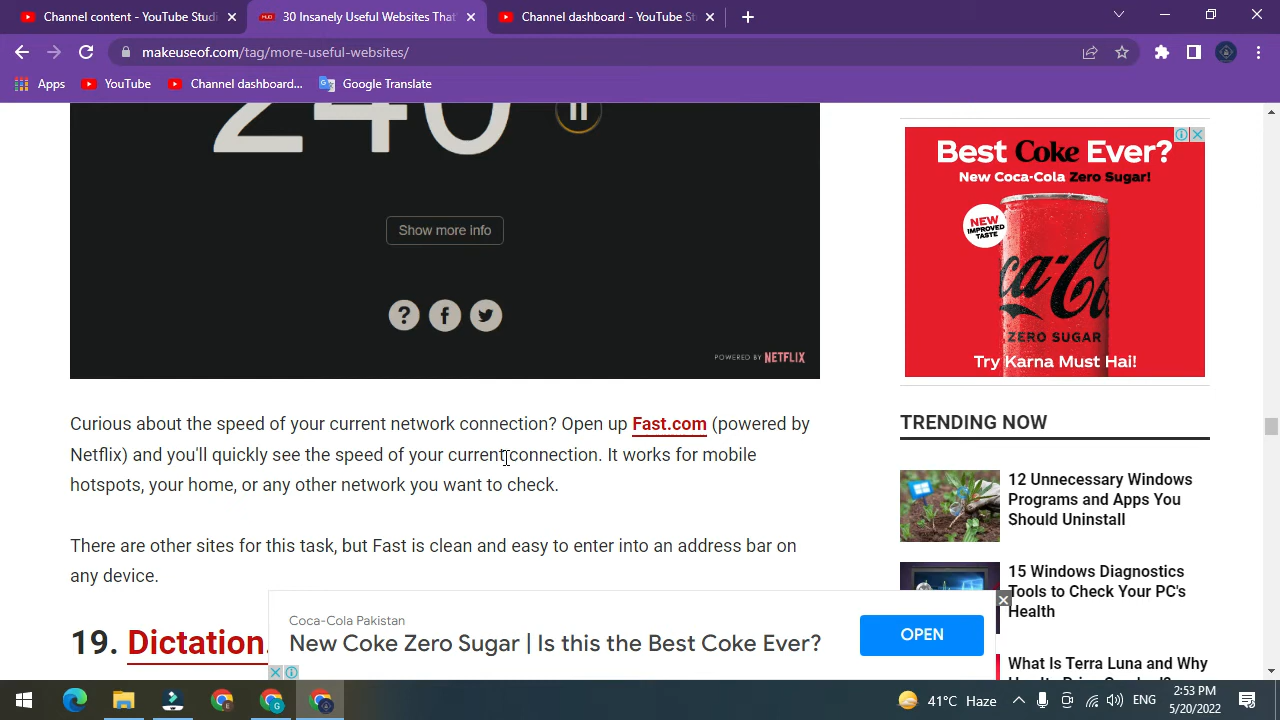 Channel content - YouTube Studi
30 Insanely Useful Websites That'
Channel dashboard - YouTube St
makeuseof.com/tag/more-useful-websites/
Apps
YouTube
Channel dashboard...
Google Translate
240
Show more info
POWERED BY NETFLIX
Curious about the speed of your current network connection? Open up Fast.com (powered by
Netflix) and you'll quickly see the speed of your current connection. It works for mobile
hotspots, your home, or any other network you want to check.
There are other sites for this task, but Fast is clean and easy to enter into an address bar on
any device.
19. Dictation.
Best Coke Ever?
New Coca-Cola Zero Sugar!
NEW
IMPROVED
TASTE
ca-Co
ZERO SUGAR
Try Karna Must Hai!
TRENDING NOW
12 Unnecessary Windows
Programs and Apps You
Should Uninstall
15 Windows Diagnostics
Tools to Check Your PC's
Health
What Is Terra Luna and Why
Coca-Cola Pakistan
New Coke Zero Sugar | Is this the Best Coke Ever?
OPEN
41°C Haze
ENG
2:53 PM
5/20/2022